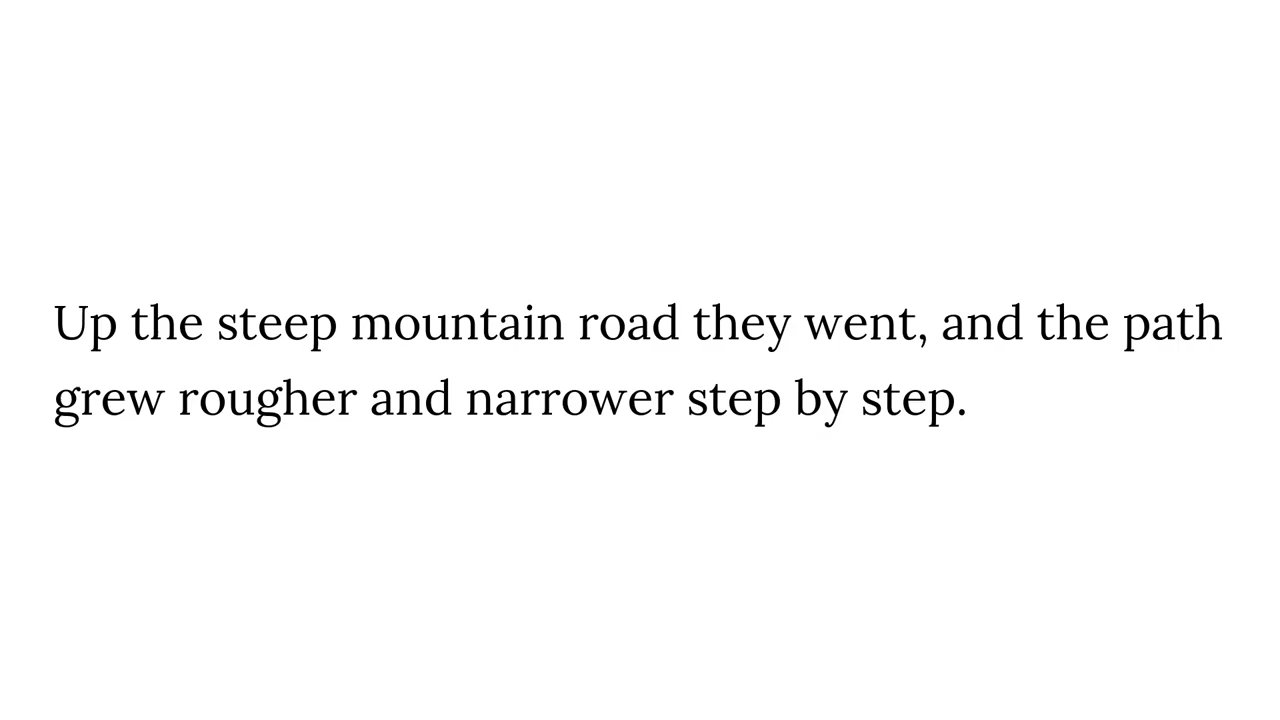 Up the steep mountain road they went, and the path
grew rougher and narrower step by step.